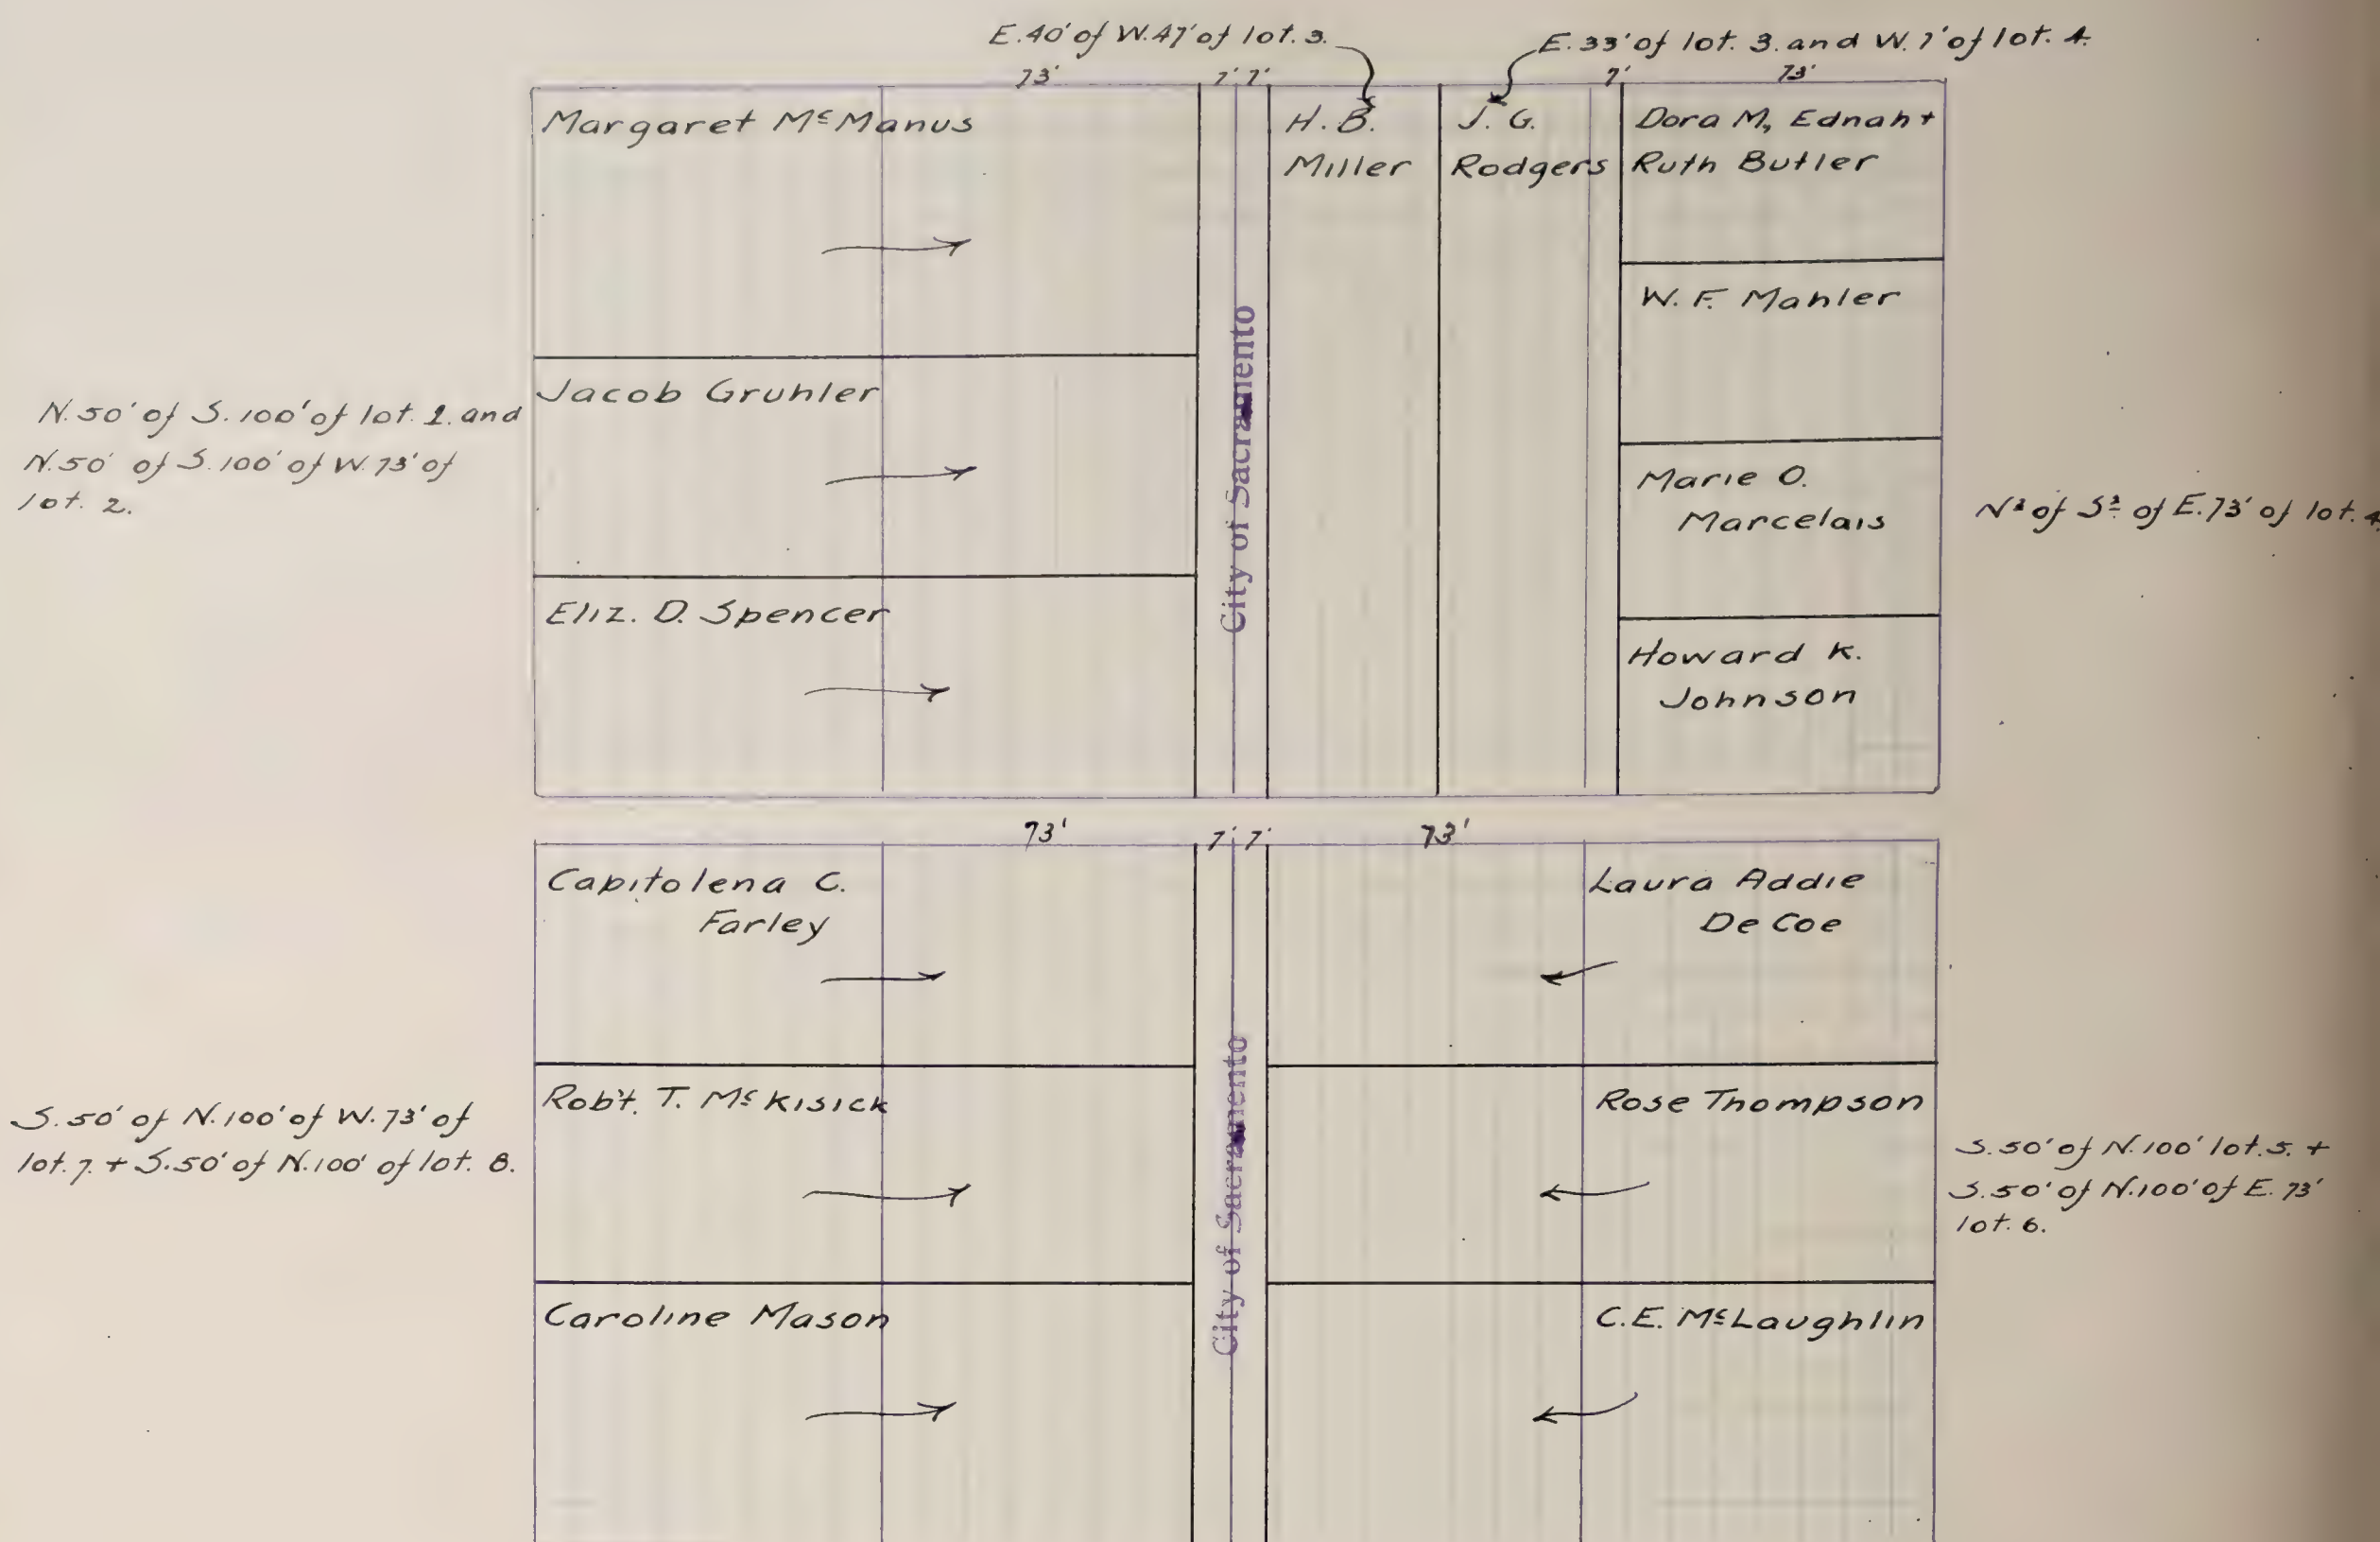 E. 40' of W. 47' of lot. 3.
E. 33' of lot. 3. and W. 7' of lot. 4.
73'
7' 7'
7'
73'
Margaret McManus
H. B.
Miller
J. G.
Rodgers
Dora M, Ednah +
Ruth Butler
W. F. Mahler
Jacob Gruhler
N. 50' of S. 100' of lot. 1. and
N. 50' of S. 100' of W. 73' of
lot. 2.
City of Sacramento
Marie O.
Marcelais
of E. 73' of lot. 4.
Eliz. D. Spencer
Howard K.
Johnson
73'
7' 7'
73'
Capitolena C.
Farley
Laura Addie
De Coe
Rob't. T. McKisick
S. 50' of N. 100' of W. 73' of
lot. 7. + S. 50' of N. 100' of lot. 8.
City of Sacramento
Rose Thompson
S. 50' of N. 100' lot. 5. +
S. 50' of N. 100' of E. 73'
lot. 6.
Caroline Mason
C. E. McLaughlin